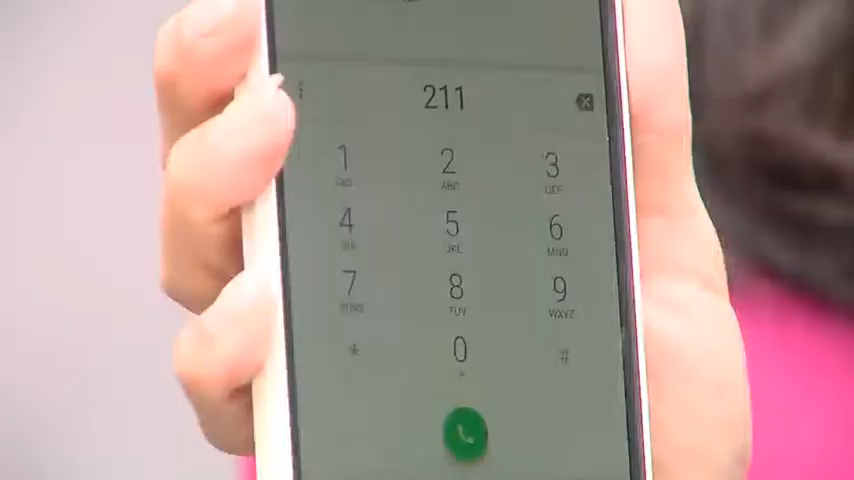 211
1 2 3
ABC DEF
4 5 6
GHI JKL MNO
7 8 9
PQRS TUV WXYZ
* 0 #
+